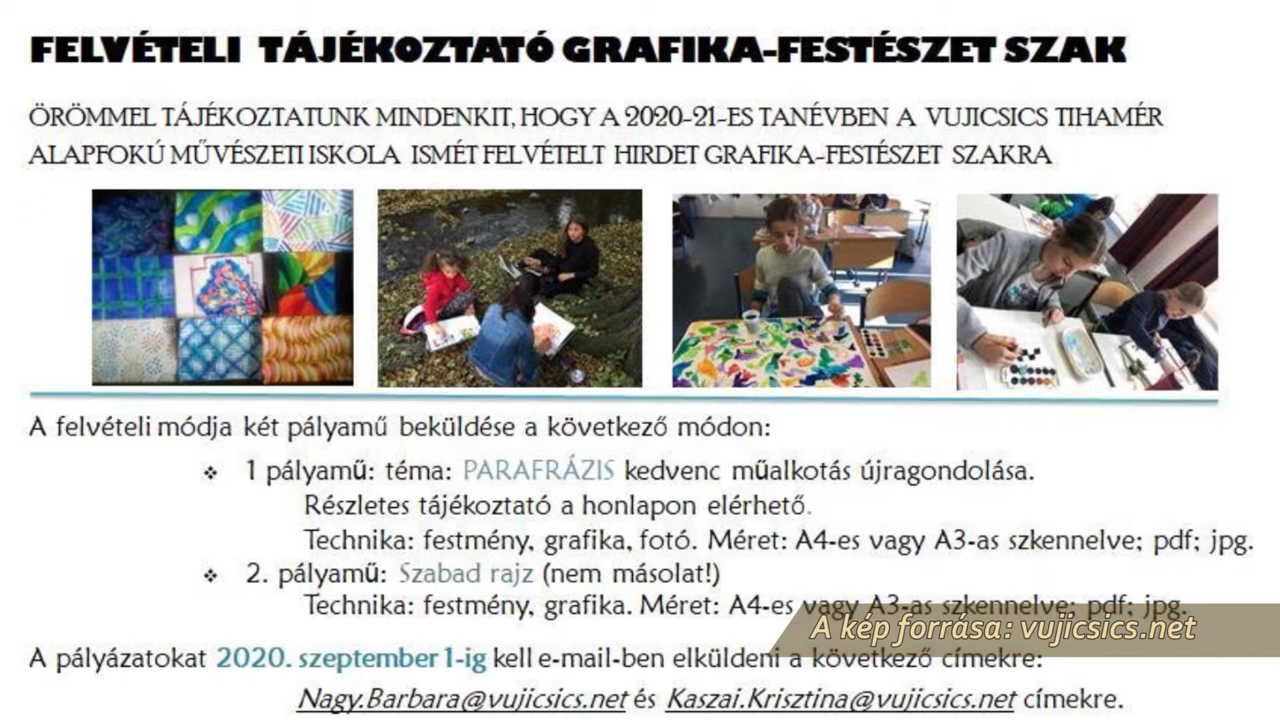 FELVÉTELI TÁJÉKOZTATÓ GRAFIKA-FESTÉSZET SZAK
ÖRÖMMEL TÁJÉKOZTATUNK MINDENKIT, HOGY A 2020-21-ES TANÉVBEN A VUJICSICS TIHAMÉR
ALAPFOKÚ MŰVÉSZETI ISKOLA ISMÉT FELVÉTELT HIRDET GRAFIKA-FESTÉSZET SZAKRA
A felvételi módja két pályamű beküldése a következő módon:
❖ 1 pályamű: téma: PARAFRÁZIS kedvenc műalkotás újragondolása.
Részletes tájékoztató a honlapon elérhető.
Technika: festmény, grafika, fotó. Méret: A4-es vagy A3-as szkennelve; pdf; jpg.
❖ 2. pályamű: Szabad rajz (nem másolat!)
Technika: festmény, grafika. Méret: A4-es vagy A3-as szkennelve; pdf; jpg.
A kép forrása: vujicsics.net
A pályázatokat 2020. szeptember 1-ig kell e-mail-ben elküldeni a következő címekre:
Nagy.Barbara@vujicsics.net és Kaszai.Krisztina@vujicsics.net címekre.